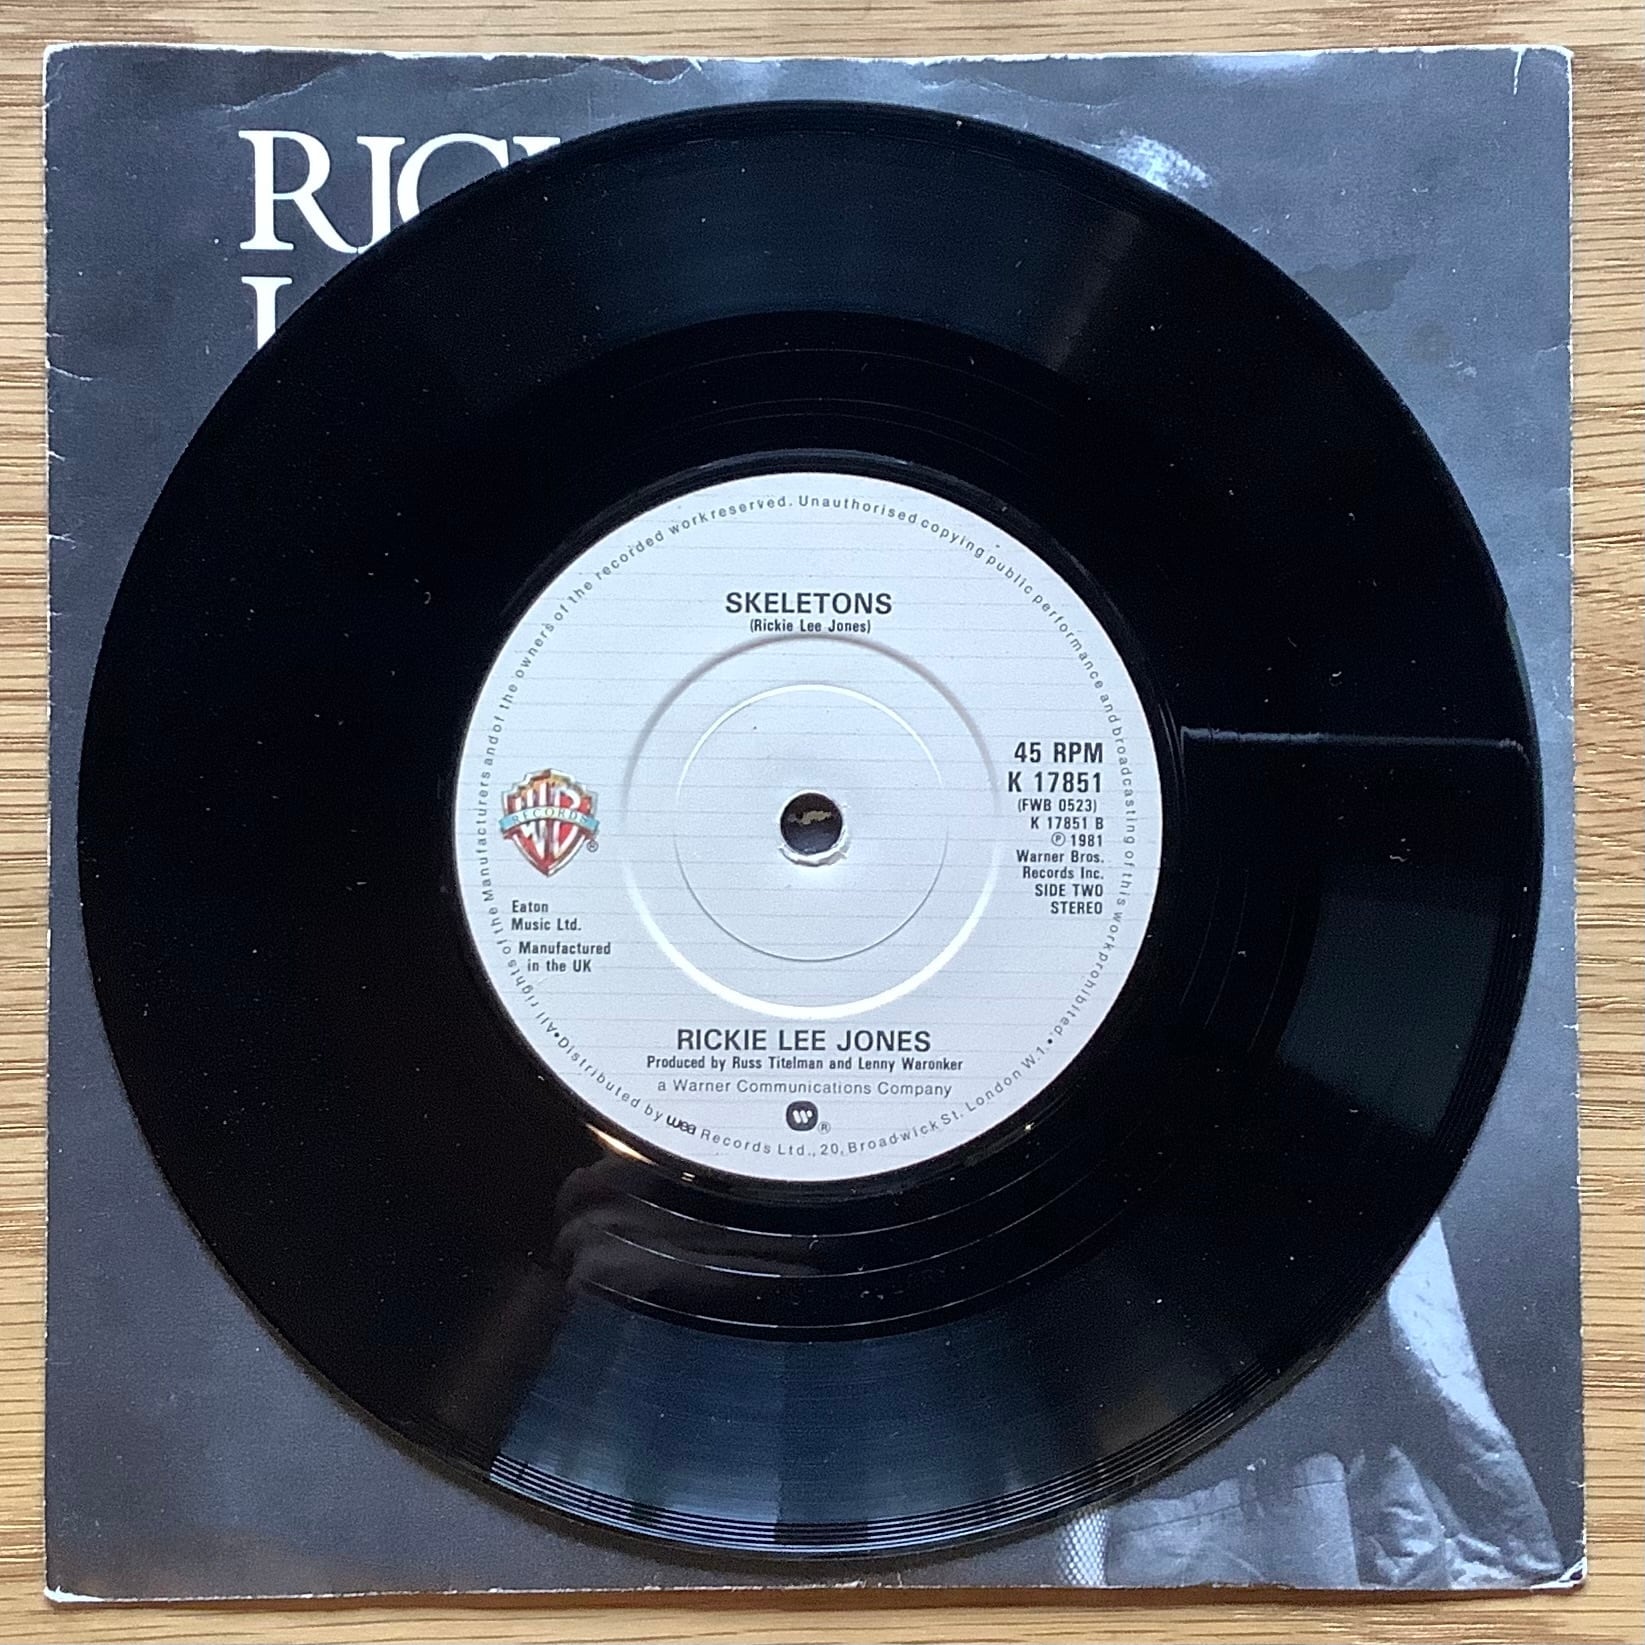 RICK
SKELETONS
(Rickie Lee Jones)
45 RPM
K 17851
(FWB 0523)
K 17851 B
℗ 1981
Warner Bros.
Records Inc.
SIDE TWO
STEREO
WB
RECORDS
®
Eaton
Music Ltd.
Manufactured
in the UK
RICKIE LEE JONES
Produced by Russ Titelman and Lenny Waronker
a Warner Communications Company
W ®
•All rights of the Manufacturers and of the owners of the recorded work reserved. Unauthorised copying public performance and broadcasting of this work prohibited.•
Distributed by wea Records Ltd., 20, Broadwick St. London W.1.